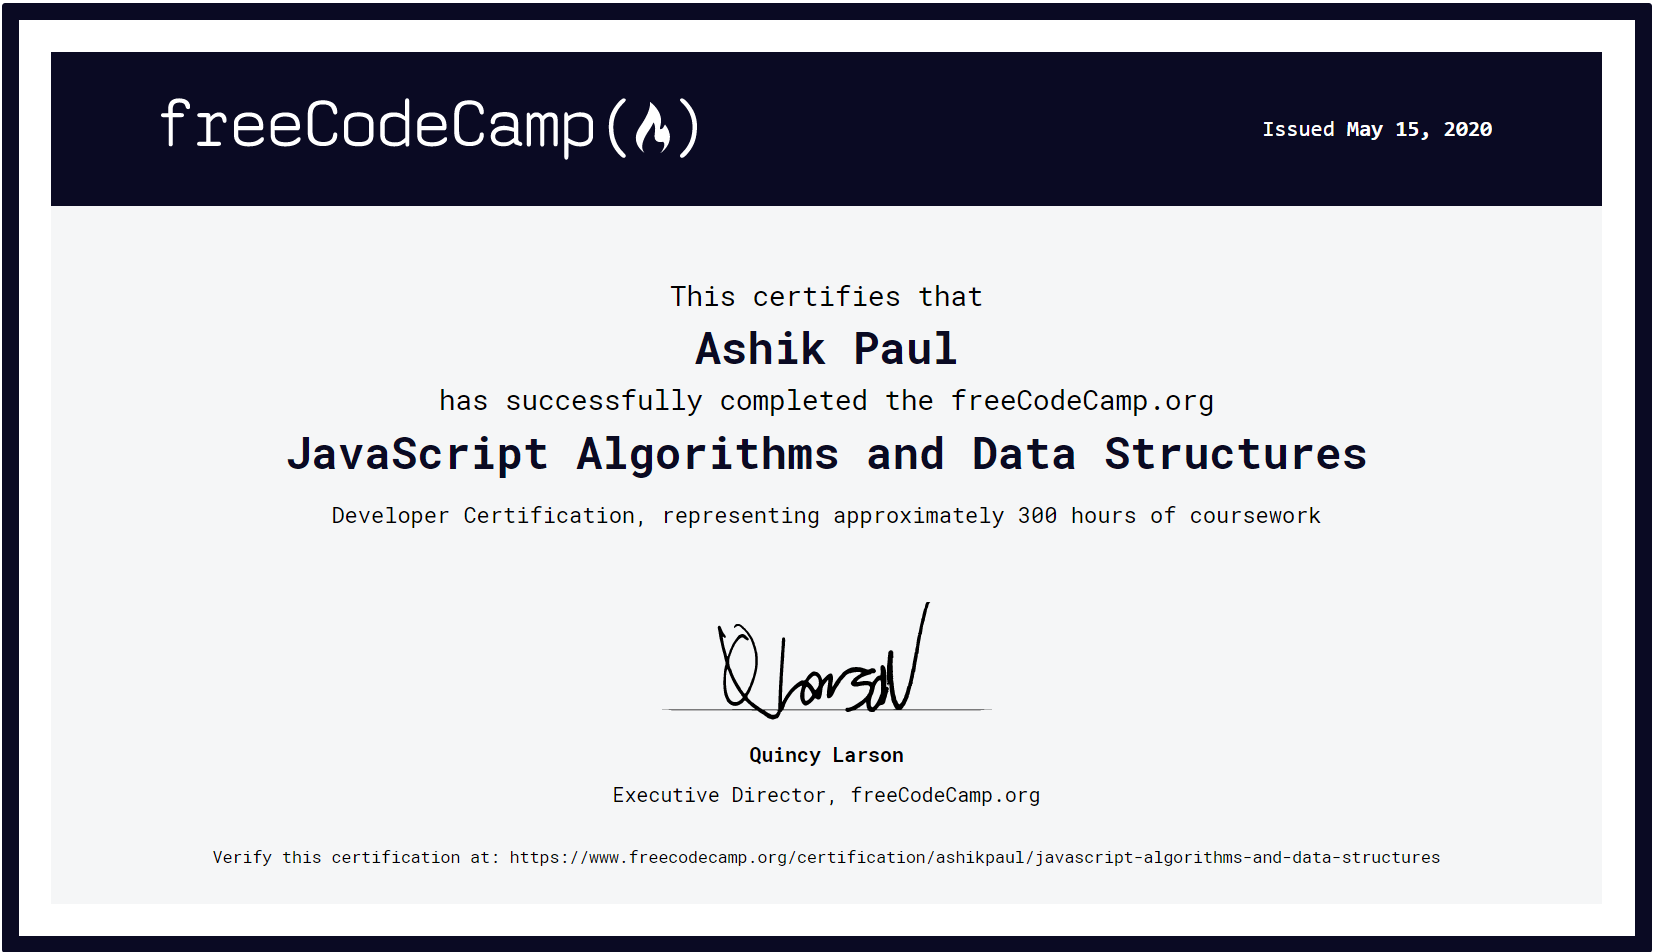 freeCodeCamp
Issued May 15, 2020
This certifies that
Ashik Paul
has successfully completed the freeCodeCamp.org
JavaScript Algorithms and Data Structures
Developer Certification, representing approximately 300 hours of coursework
Q Larson
Quincy Larson
Executive Director, freeCodeCamp.org
Verify this certification at: https://www.freecodecamp.org/certification/ashikpaul/javascript-algorithms-and-data-structures